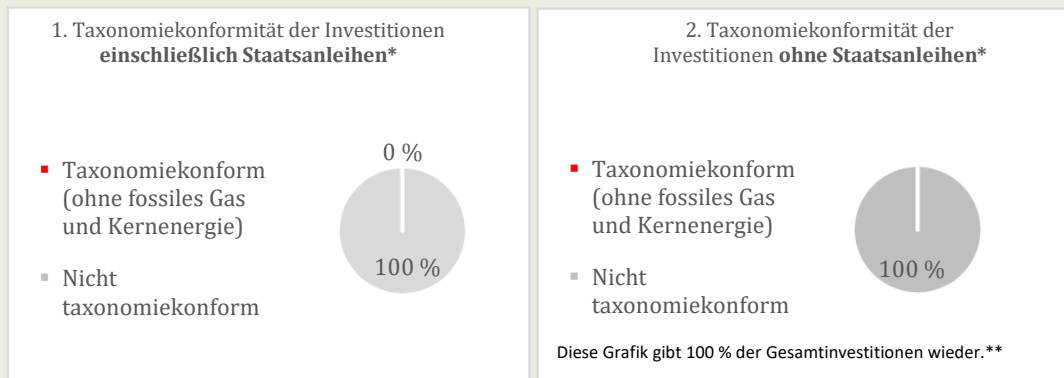 1. Taxonomiekonformität der Investitionen
einschließlich Staatsanleihen*
0 %
Taxonomiekonform
(ohne fossiles Gas
und Kernenergie)
100 %
Nicht
taxonomiekonform
2. Taxonomiekonformität der
Investitionen ohne Staatsanleihen*
Taxonomiekonform
(ohne fossiles Gas
und Kernenergie)
100 %
Nicht
taxonomiekonform
Diese Grafik gibt 100 % der Gesamtinvestitionen wieder.**